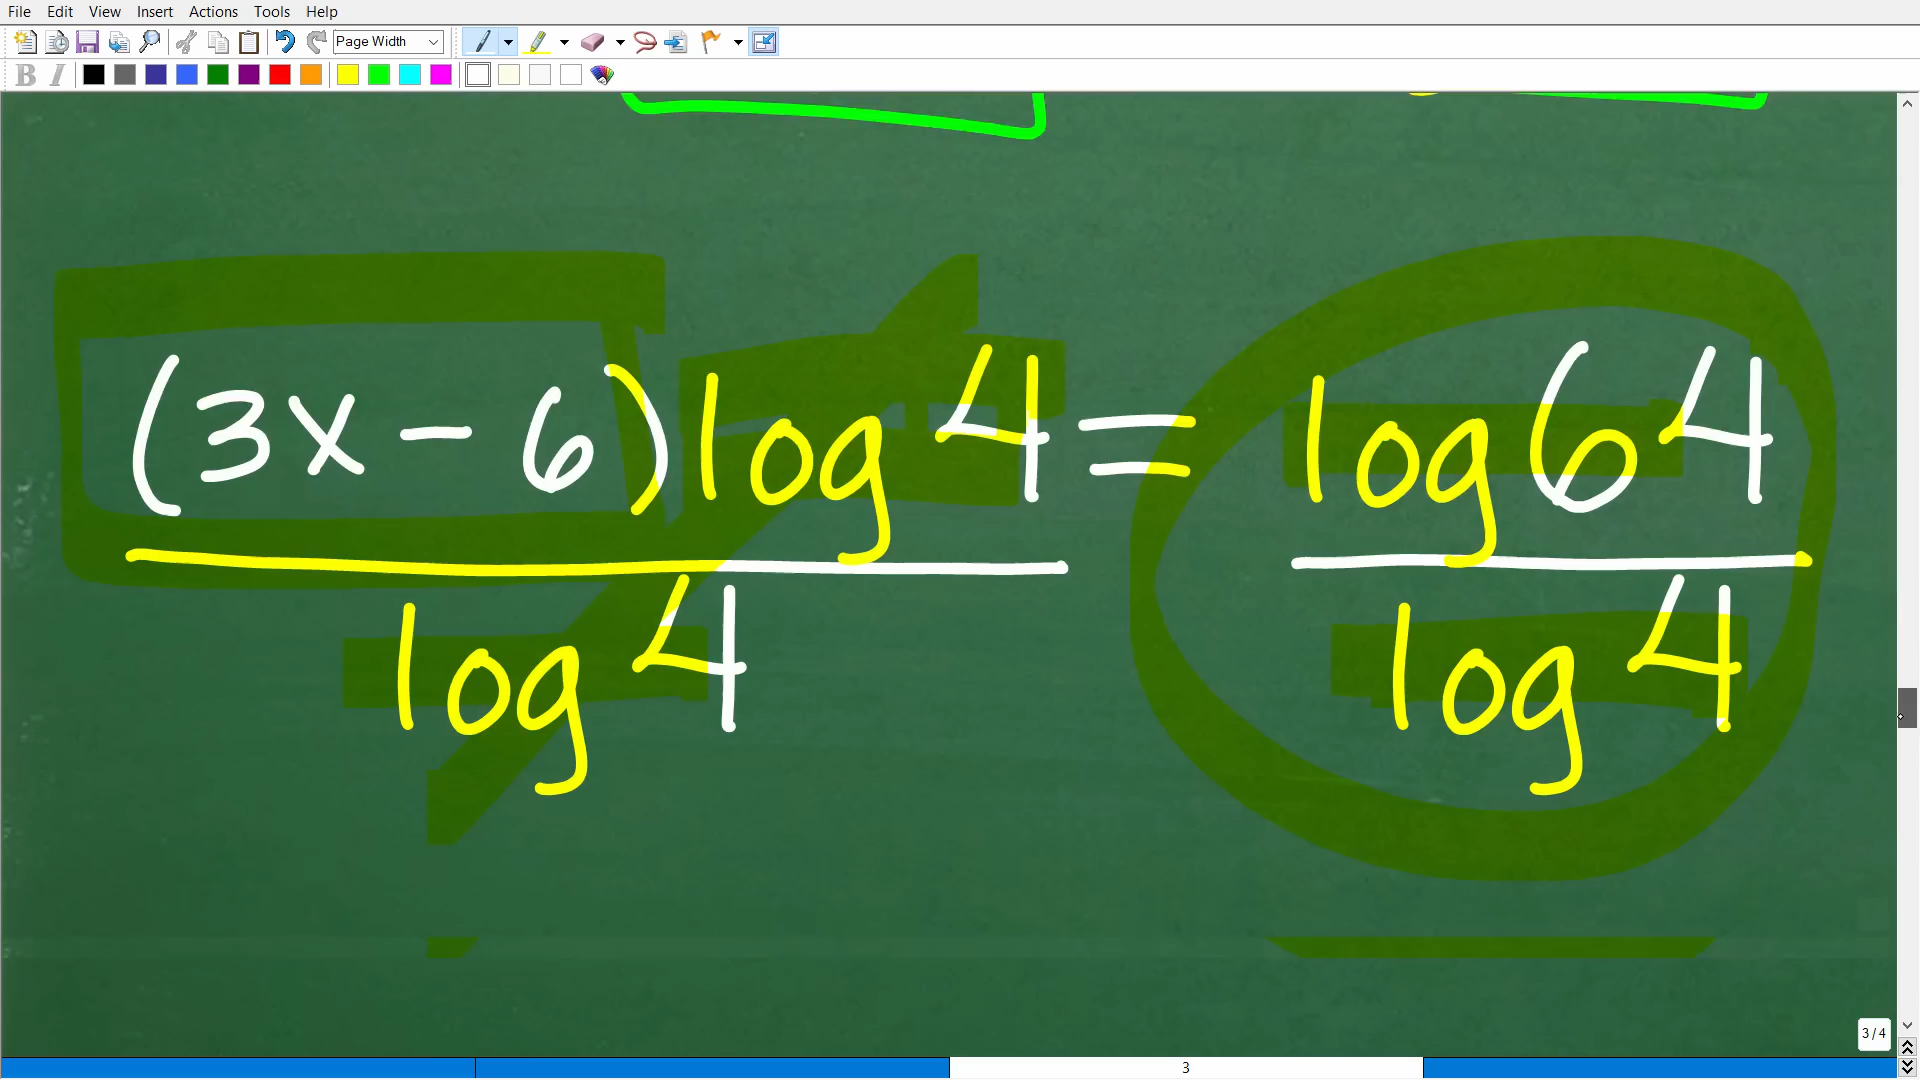 File Edit View Insert Actions Tools Help
Page Width
B I
(3x - 6) log 4 = log 64
log 4 log 4
3 / 4
3